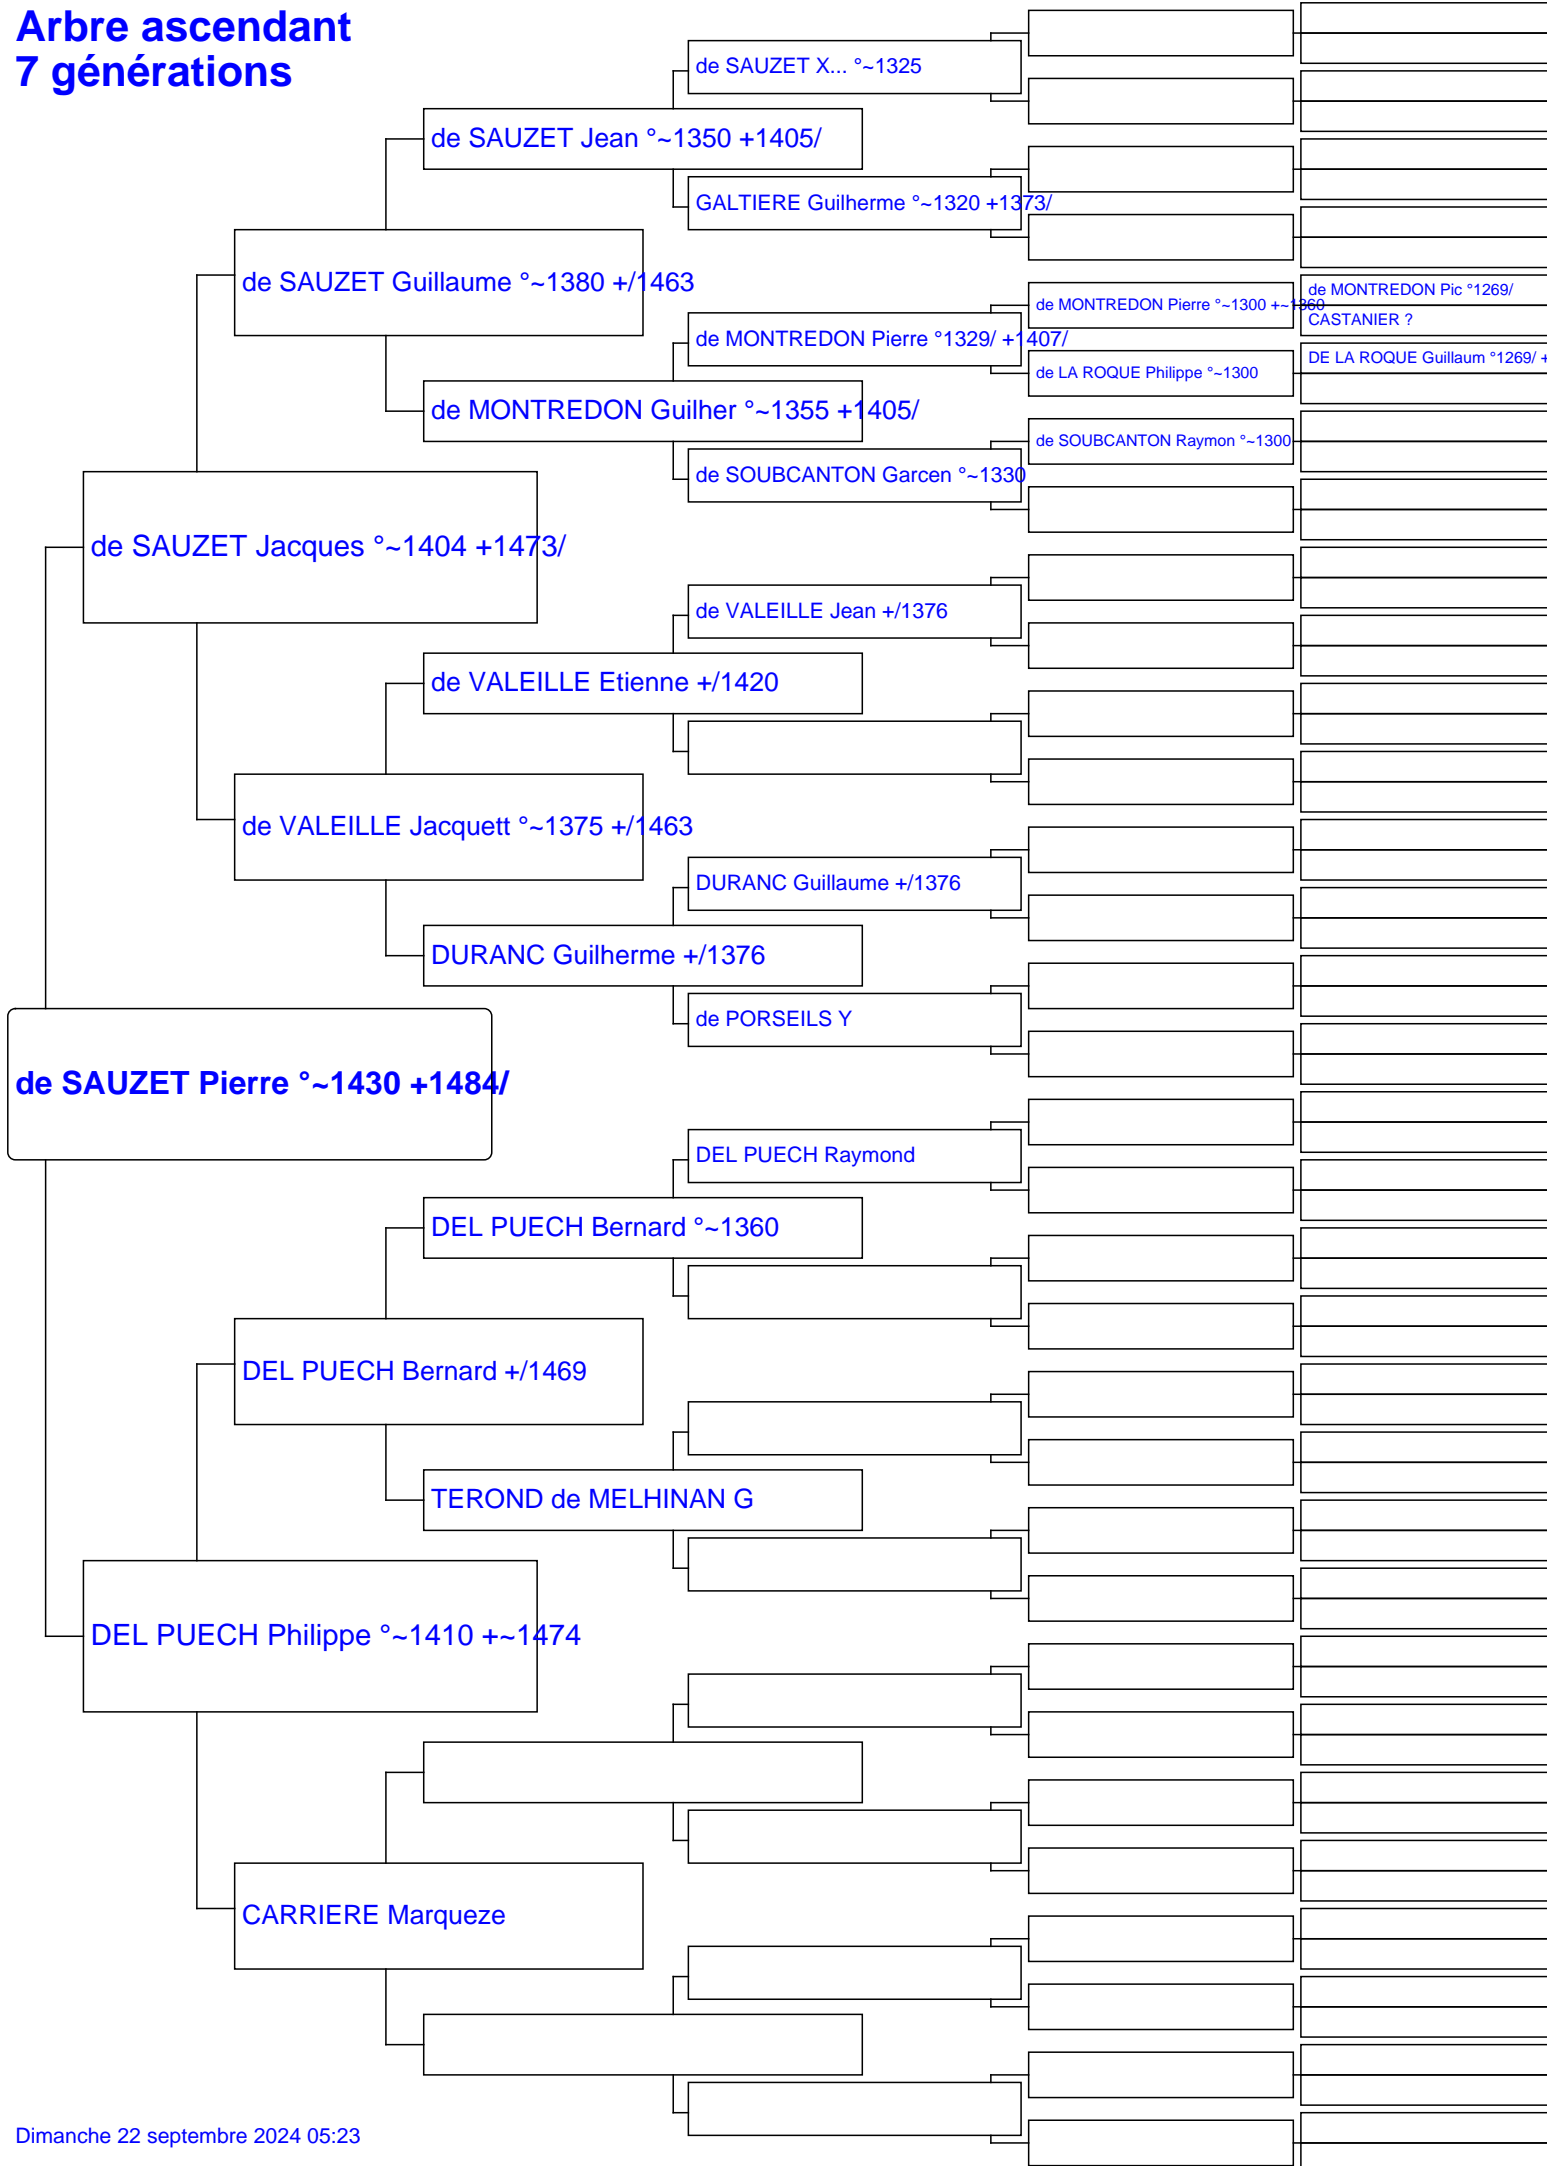 Arbre ascendant
7 générations
de SAUZET X... °~1325
de SAUZET Jean °~1350 +1405/
GALTIERE Guilherme °~1320 +1373/
de SAUZET Guillaume °~1380 +/1463
de MONTREDON Pic °1269/
de MONTREDON Pierre °~1300 +~1360
CASTANIER ?
de MONTREDON Pierre °1329/ +1407/
DE LA ROQUE Guillaum °1269/ +
de LA ROQUE Philippe °~1300
de MONTREDON Guilher °~1355 +1405/
de SOUBCANTON Raymon °~1300
de SOUBCANTON Garcen °~1330
de SAUZET Jacques °~1404 +1473/
de VALEILLE Jean +/1376
de VALEILLE Etienne +/1420
de VALEILLE Jacquett °~1375 +/1463
DURANC Guillaume +/1376
DURANC Guilherme +/1376
de PORSEILS Y
de SAUZET Pierre °~1430 +1484/
DEL PUECH Raymond
DEL PUECH Bernard °~1360
DEL PUECH Bernard +/1469
TEROND de MELHINAN G
DEL PUECH Philippe °~1410 +~1474
CARRIERE Marqueze
Dimanche 22 septembre 2024 05:23